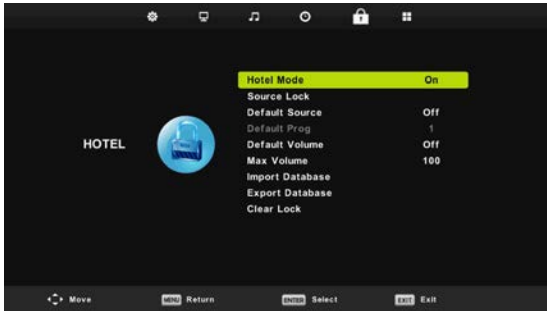 Hotel Mode On
Source Lock
Default Source Off
Default Prog 1
HOTEL
Default Volume Off
Max Volume 100
Import Database
Export Database
Clear Lock
Move MENU Return ENTER Select EXIT Exit